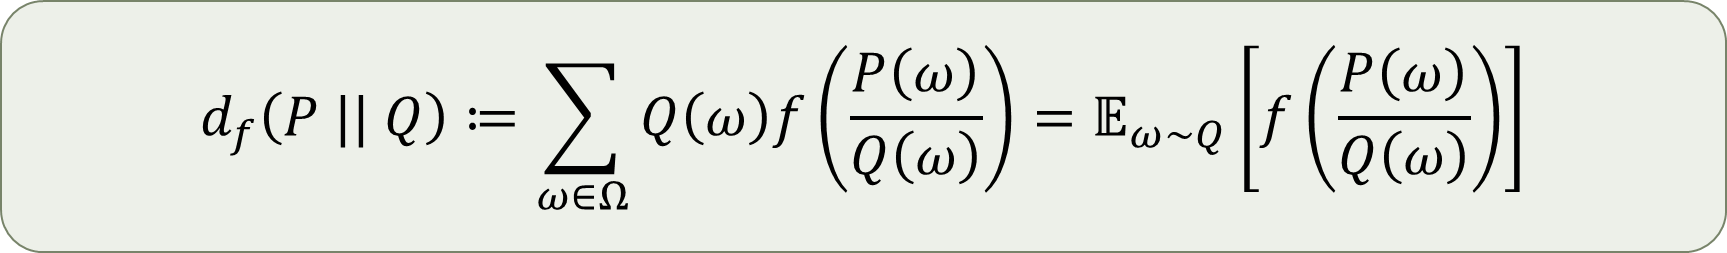 d_f(P || Q) ≔ ∑_{ω∈Ω} Q(ω)f(P(ω)/Q(ω)) = 𝔼_{ω~Q}[f(P(ω)/Q(ω))]